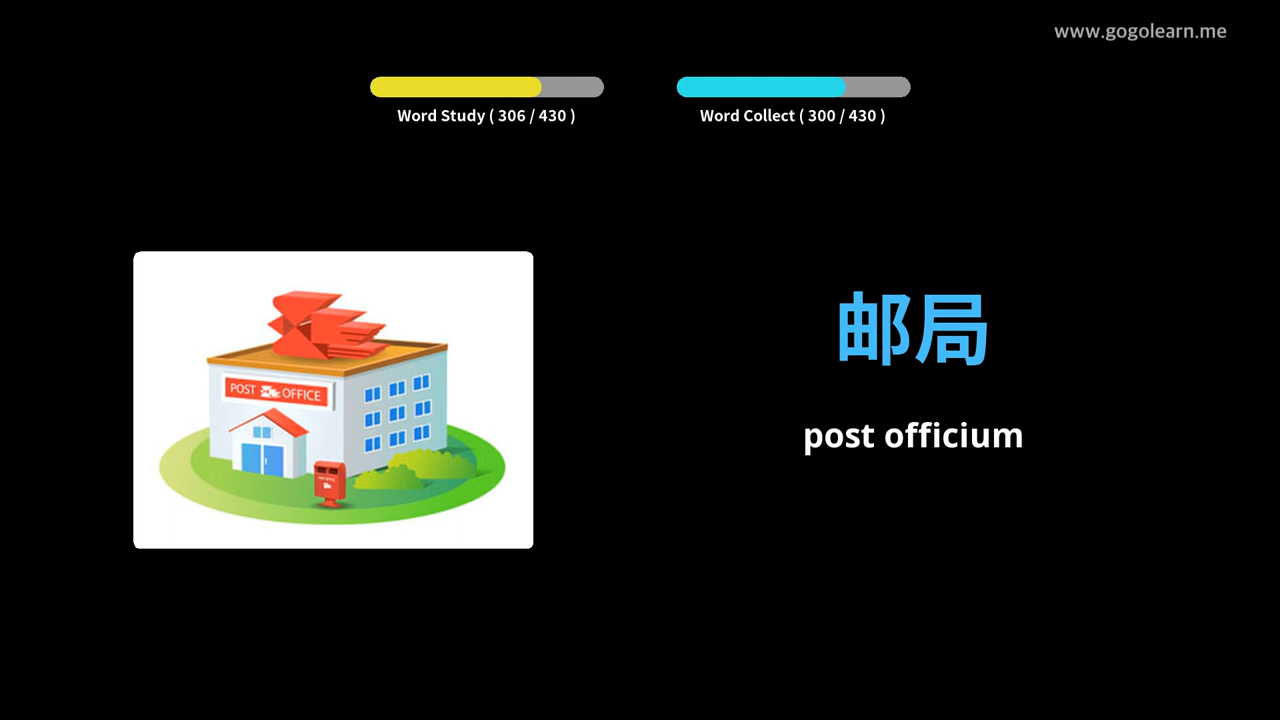 www.gogolearn.me
Word Study ( 306 / 430 )
Word Collect ( 300 / 430 )
POST OFFICE
邮局
post officium